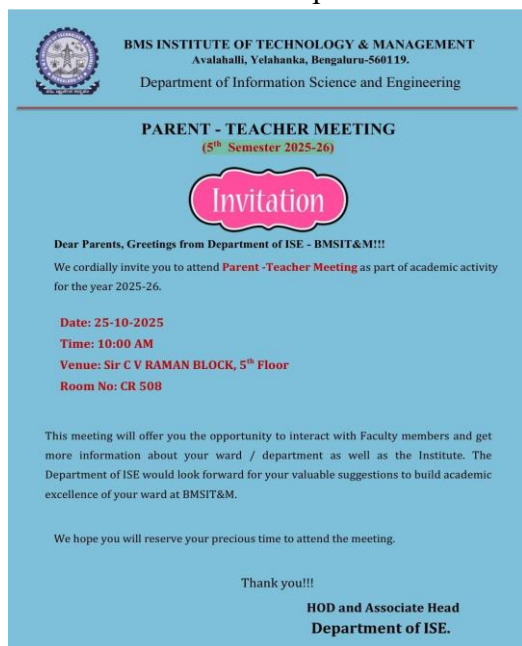 BMS INSTITUTE OF TECHNOLOGY & MANAGEMENT
Avalahalli, Yelahanka, Bengaluru-560119.
Department of Information Science and Engineering
PARENT - TEACHER MEETING
(5th Semester 2025-26)
Invitation
Dear Parents, Greetings from Department of ISE - BMSIT&M!!!
We cordially invite you to attend Parent -Teacher Meeting as part of academic activity
for the year 2025-26.
Date: 25-10-2025
Time: 10:00 AM
Venue: Sir C V RAMAN BLOCK, 5th Floor
Room No: CR 508
This meeting will offer you the opportunity to interact with Faculty members and get
more information about your ward / department as well as the Institute. The
Department of ISE would look forward for your valuable suggestions to build academic
excellence of your ward at BMSIT&M.
We hope you will reserve your precious time to attend the meeting.
Thank you!!!
HOD and Associate Head
Department of ISE.